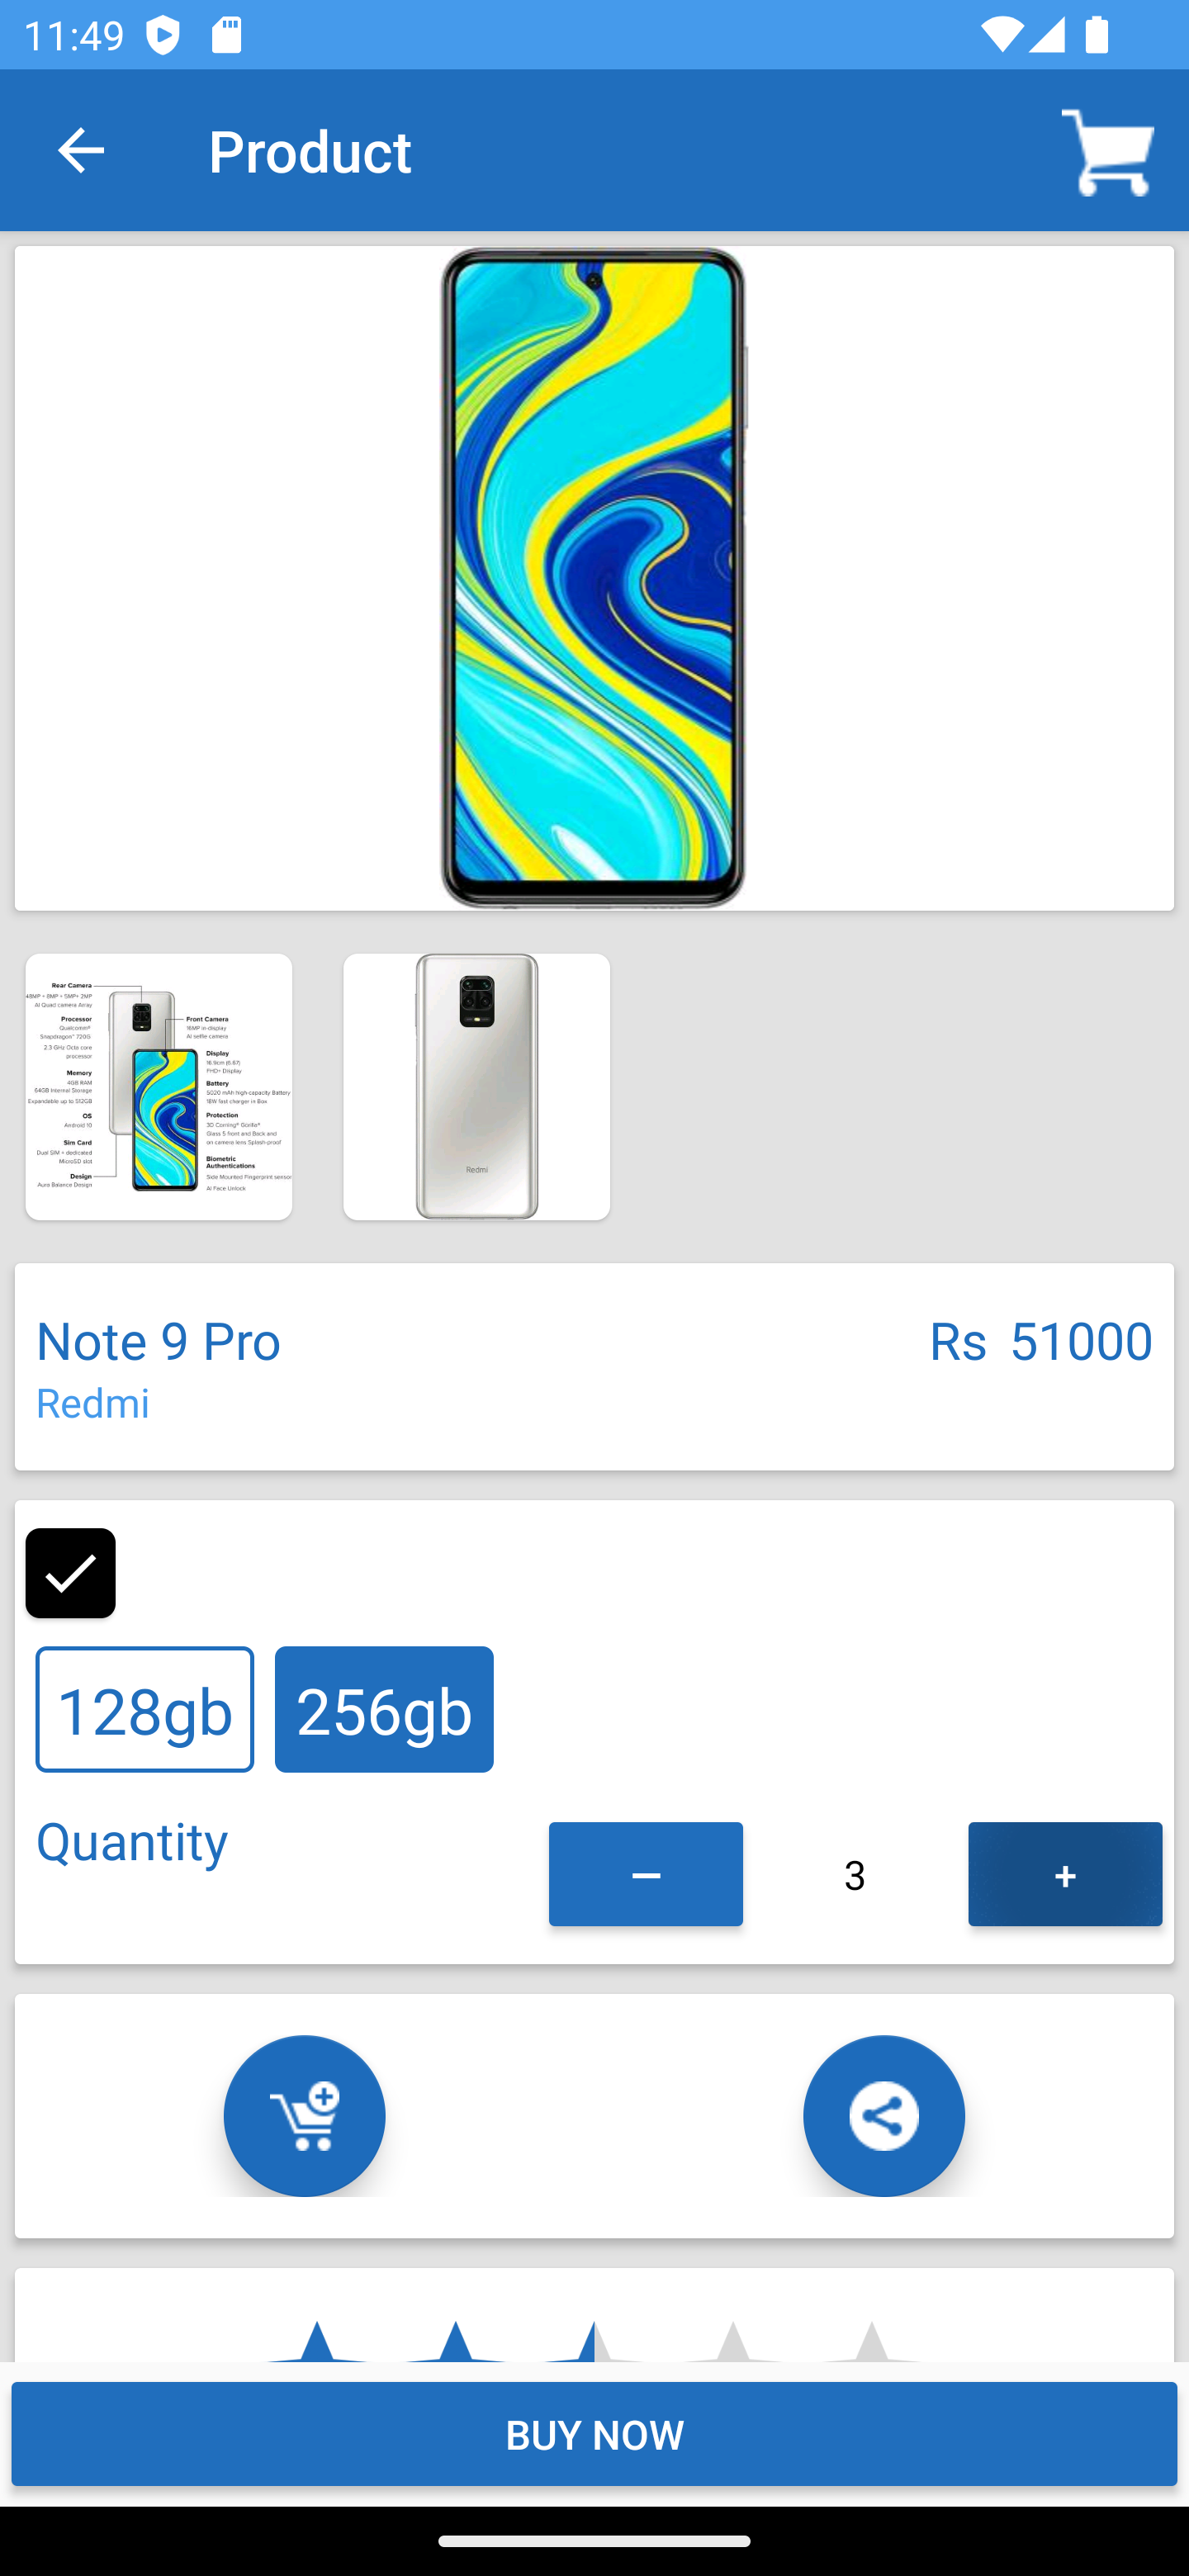 11:49
Product
Rear Camera
48MP + 8MP + 5MP+ 2MP
AI Quad camera Array
Processor
Qualcomm®
Snapdragon™ 720G
2.3 GHz Octa core
processor
Memory
4GB RAM
64GB Internal Storage
Expandable up to 512GB
OS
Android 10
Sim Card
Dual SIM + dedicated
MicroSD slot
Design
Aura Balance Design
Front Camera
16MP in-display
AI selfie camera
Display
16.9cm (6.67)
FHD+ Display
Battery
5020 mAh high-capacity Battery
18W fast charger in Box
Protection
3D Corning® Gorilla®
Glass 5 front and Back and
on camera lens Splash-proof
Biometric
Authentications
Side Mounted Fingerprint sensor
AI Face Unlock
Redmi
Note 9 Pro
Rs 51000
Redmi
128gb
256gb
Quantity
–
3
+
BUY NOW